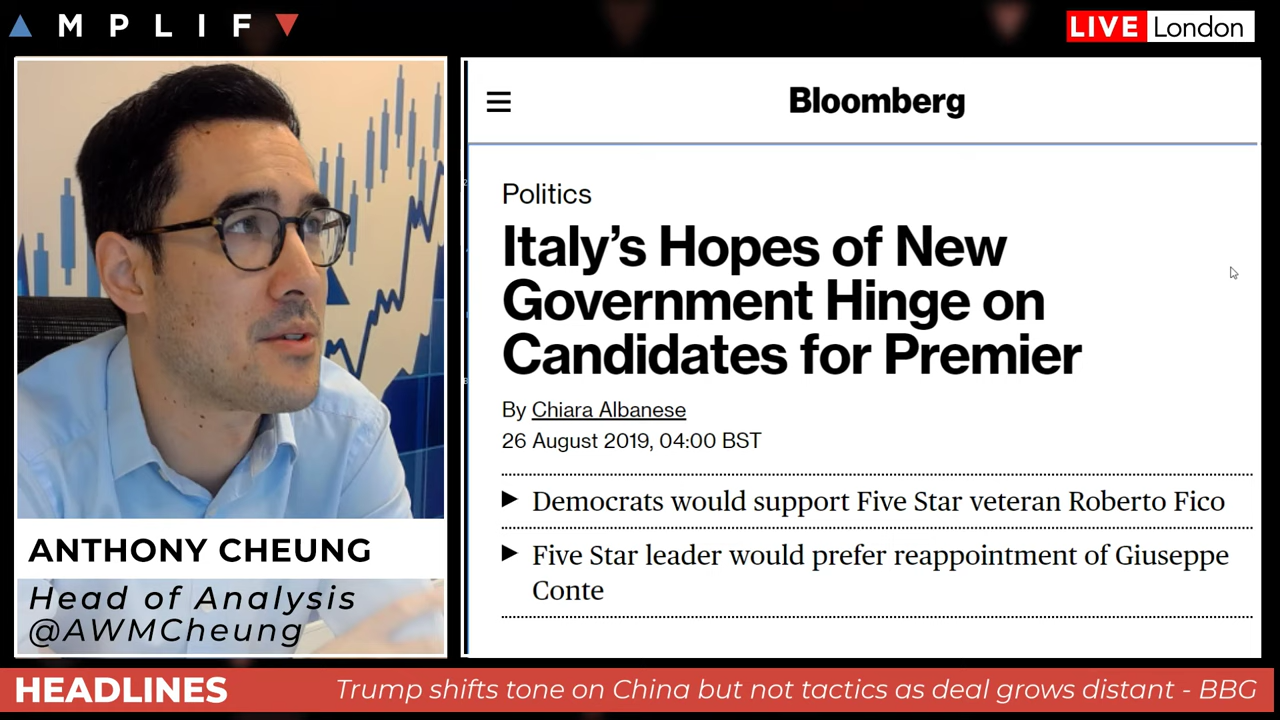 AMPLIFY
LIVE London
Bloomberg
Politics
Italy's Hopes of New
Government Hinge on
Candidates for Premier
By Chiara Albanese
26 August 2019, 04:00 BST
Democrats would support Five Star veteran Roberto Fico
Five Star leader would prefer reappointment of Giuseppe
Conte
ANTHONY CHEUNG
Head of Analysis
@AWMCheung
HEADLINES Trump shifts tone on China but not tactics as deal grows distant - BBG